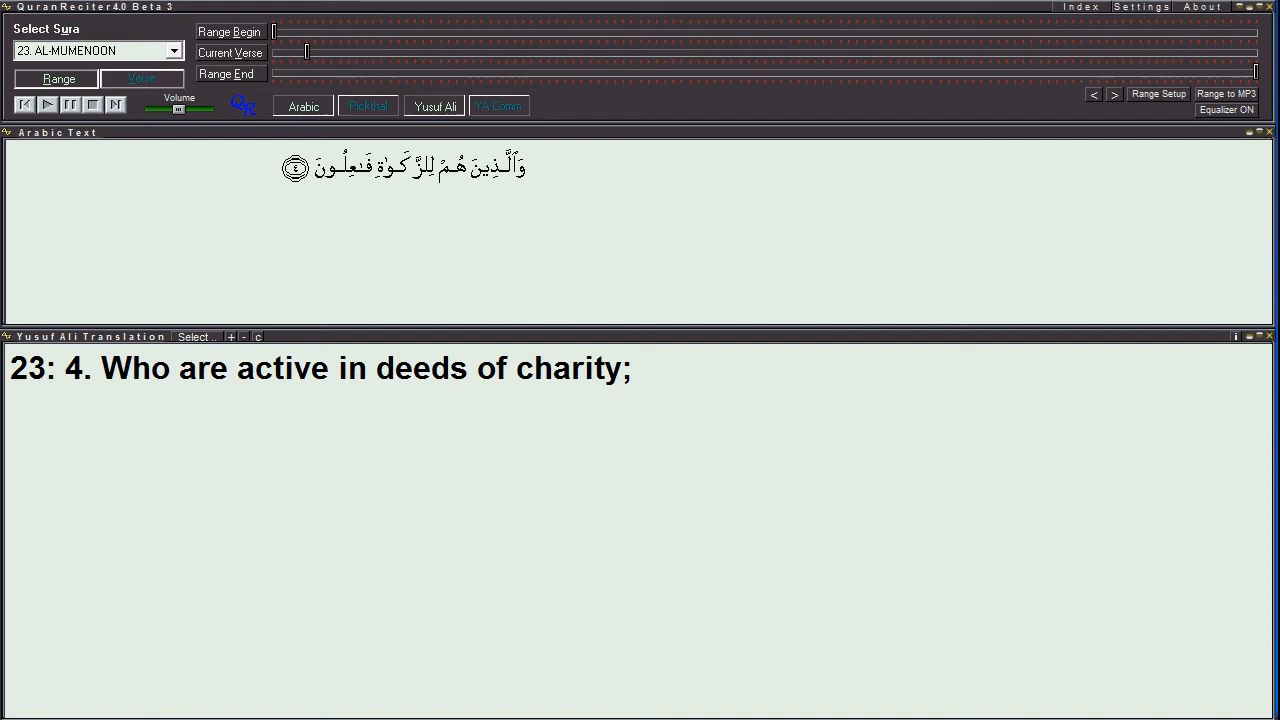 QuranReciter4.0 Beta 3
Index Settings About
Select Sura
23. AL-MUMENOON
Range Verse
Volume
Range Begin
Current Verse
Range End
QR
Arabic Pickthal Yusuf Ali YA Comm
< > Range Setup Range to MP3
Equalizer ON
Arabic Text
وَٱلَّذِينَ هُمْ لِلزَّكَوٰةِ فَـٰعِلُونَ ٤
Yusuf Ali Translation Select .. + - c i
23: 4. Who are active in deeds of charity;